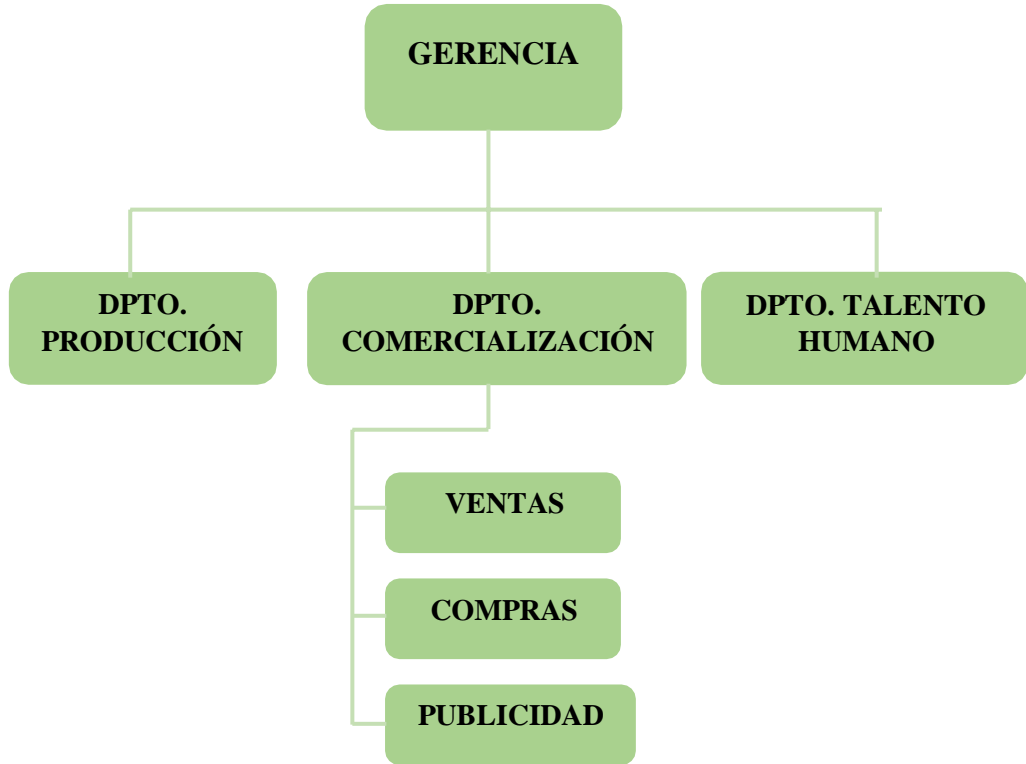 GERENCIA
DPTO.
PRODUCCIÓN
DPTO.
COMERCIALIZACIÓN
DPTO. TALENTO
HUMANO
VENTAS
COMPRAS
PUBLICIDAD